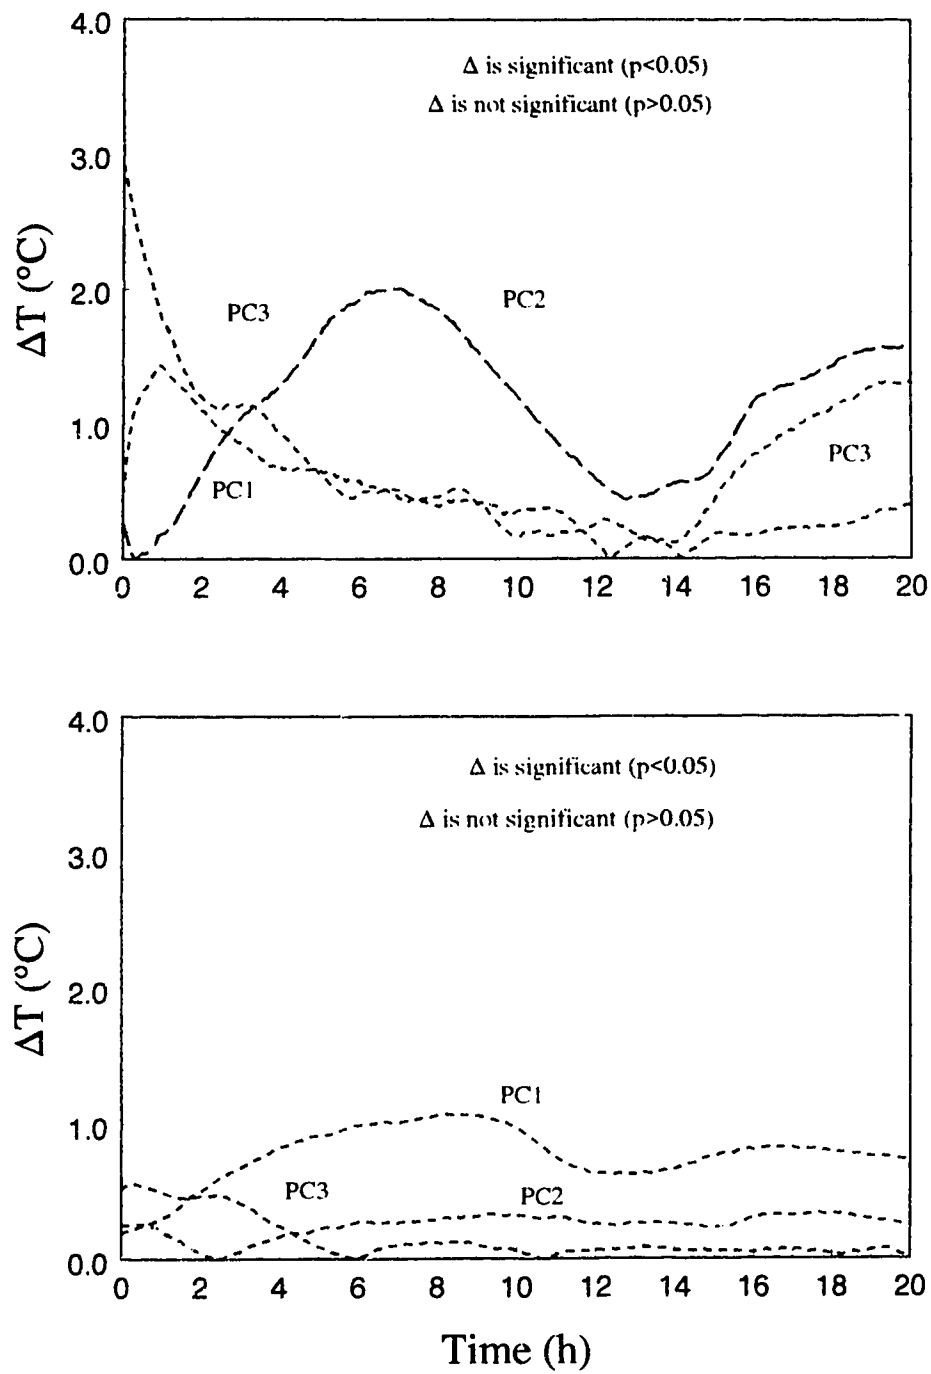 4.0
Δ is significant (p<0.05)
Δ is not significant (p>0.05)
3.0
ΔT (°C)
2.0
PC3
PC2
1.0
PC3
PC1
0.0
0 2 4 6 8 10 12 14 16 18 20
4.0
Δ is significant (p<0.05)
Δ is not significant (p>0.05)
3.0
ΔT (°C)
2.0
PC1
1.0
PC3
PC2
0.0
0 2 4 6 8 10 12 14 16 18 20
Time (h)